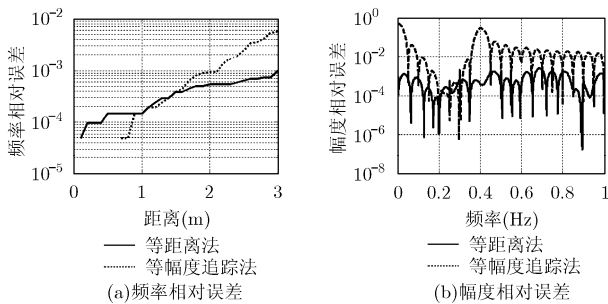 频率相对误差
10⁻²
10⁻³
10⁻⁴
10⁻⁵
0 1 2 3
距离(m)
等距离法
等幅度追踪法
(a)频率相对误差
幅度相对误差
10⁰
10⁻²
10⁻⁴
10⁻⁶
10⁻⁸
0 0.2 0.4 0.6 0.8 1
频率(Hz)
等距离法
等幅度追踪法
(b)幅度相对误差